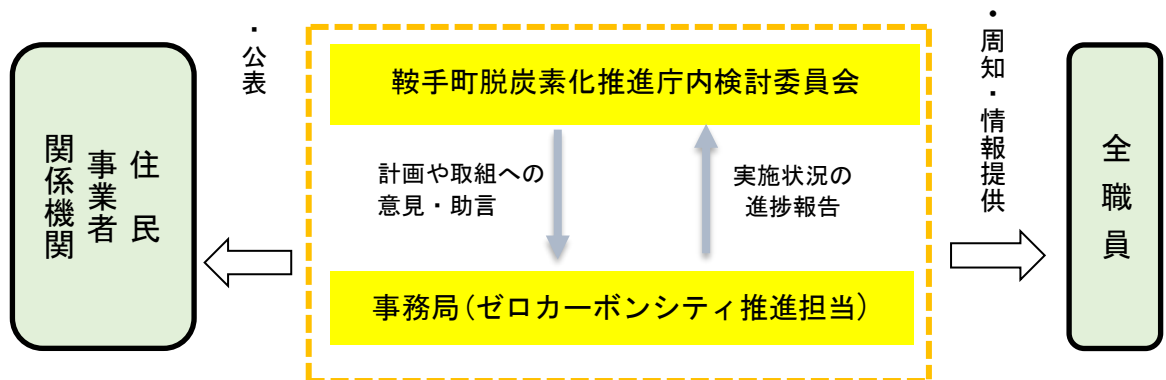 ・公表
鞍手町脱炭素化推進庁内検討委員会
・周知・情報提供
住民
事業者
関係機関
計画や取組への
意見・助言
実施状況の
進捗報告
全職員
事務局(ゼロカーボンシティ推進担当)